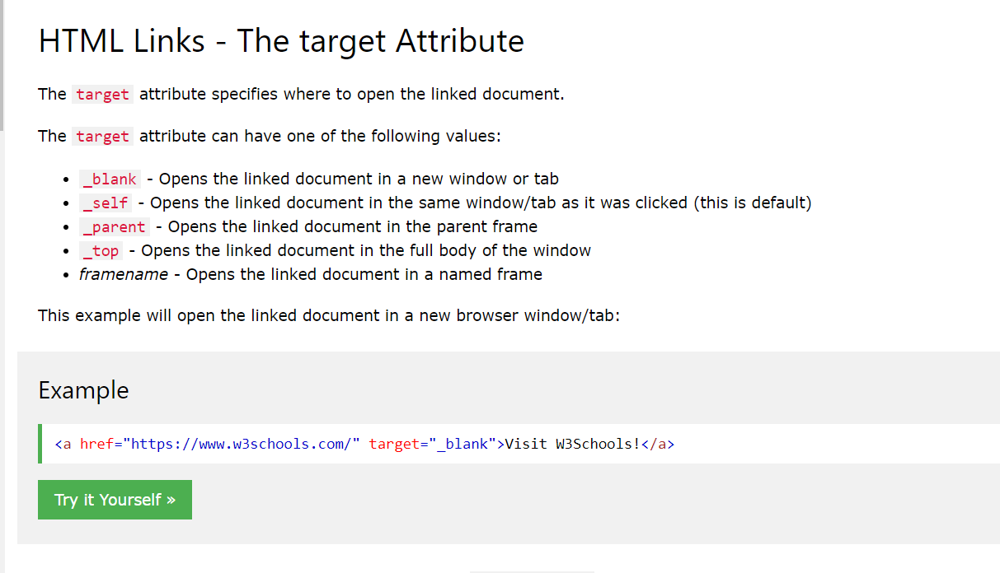 HTML Links - The target Attribute
The target attribute specifies where to open the linked document.
The target attribute can have one of the following values:
• _blank - Opens the linked document in a new window or tab
• _self - Opens the linked document in the same window/tab as it was clicked (this is default)
• _parent - Opens the linked document in the parent frame
• _top - Opens the linked document in the full body of the window
• framename - Opens the linked document in a named frame
This example will open the linked document in a new browser window/tab:
Example
<a href="https://www.w3schools.com/" target="_blank">Visit W3Schools!</a>
Try it Yourself »